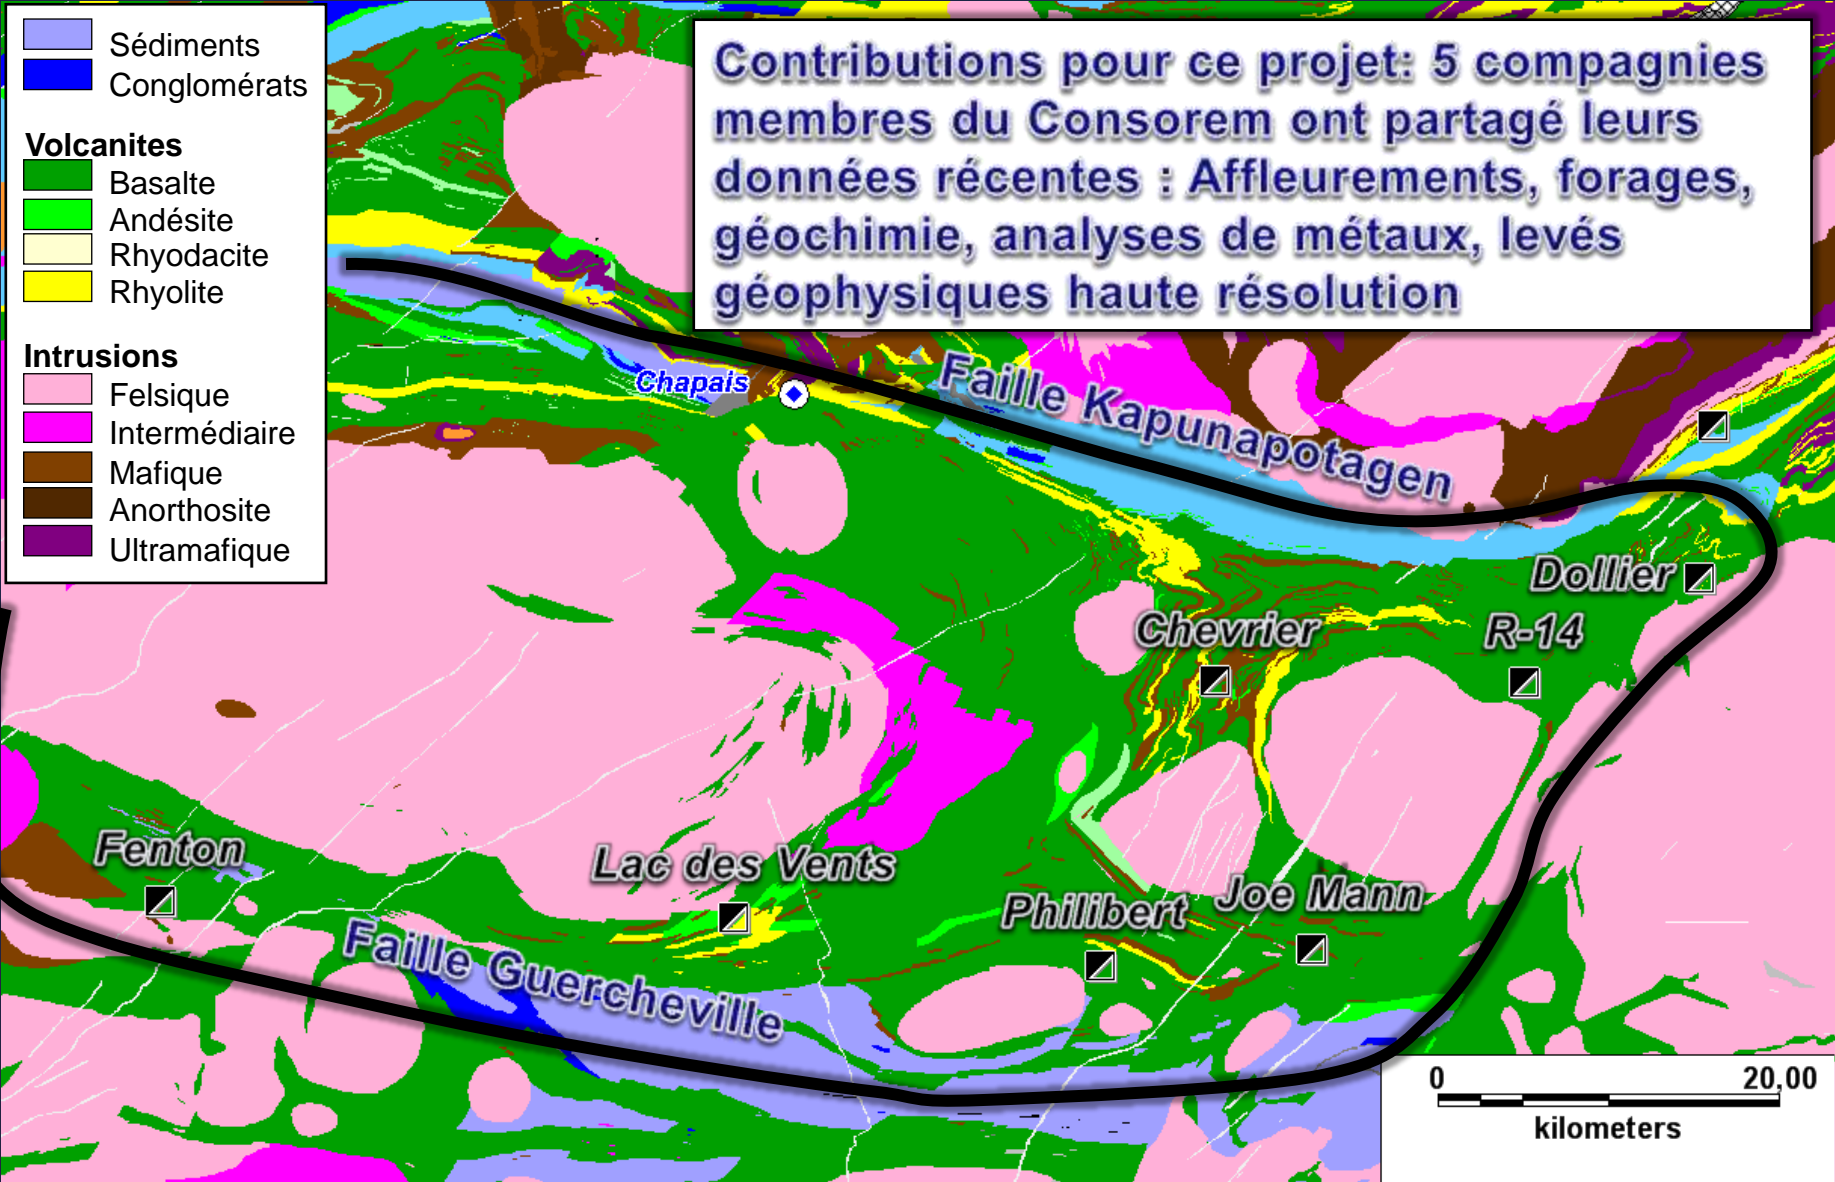 Sédiments
Conglomérats
Volcanites
Basalte
Andésite
Rhyodacite
Rhyolite
Intrusions
Felsique
Intermédiaire
Mafique
Anorthosite
Ultramafique
Contributions pour ce projet: 5 compagnies
membres du Consorem ont partagé leurs
données récentes : Affleurements, forages,
géochimie, analyses de métaux, levés
géophysiques haute résolution
Chapais
Faille Kapunapotagen
Dollier
Chevrier
R-14
Fenton
Lac des Vents
Philibert
Joe Mann
Faille Guercheville
0 20,00
kilometers